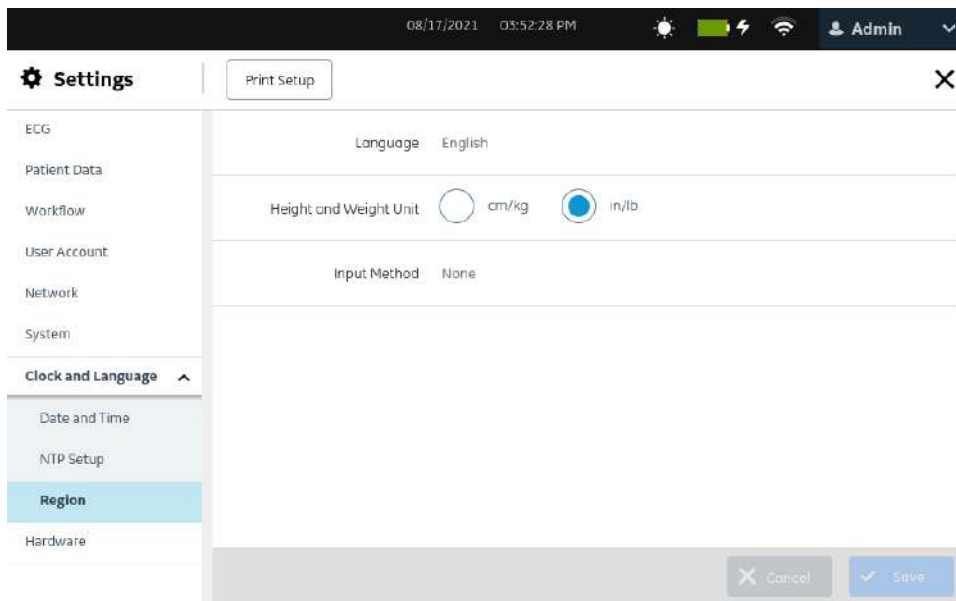 08/17/2021 03:52:28 PM Admin
Settings Print Setup
ECG
Patient Data
Workflow
User Account
Network
System
Clock and Language
Date and Time
NTP Setup
Region
Hardware
Language English
Height and Weight Unit cm/kg in/lb
Input Method None
Cancel Save